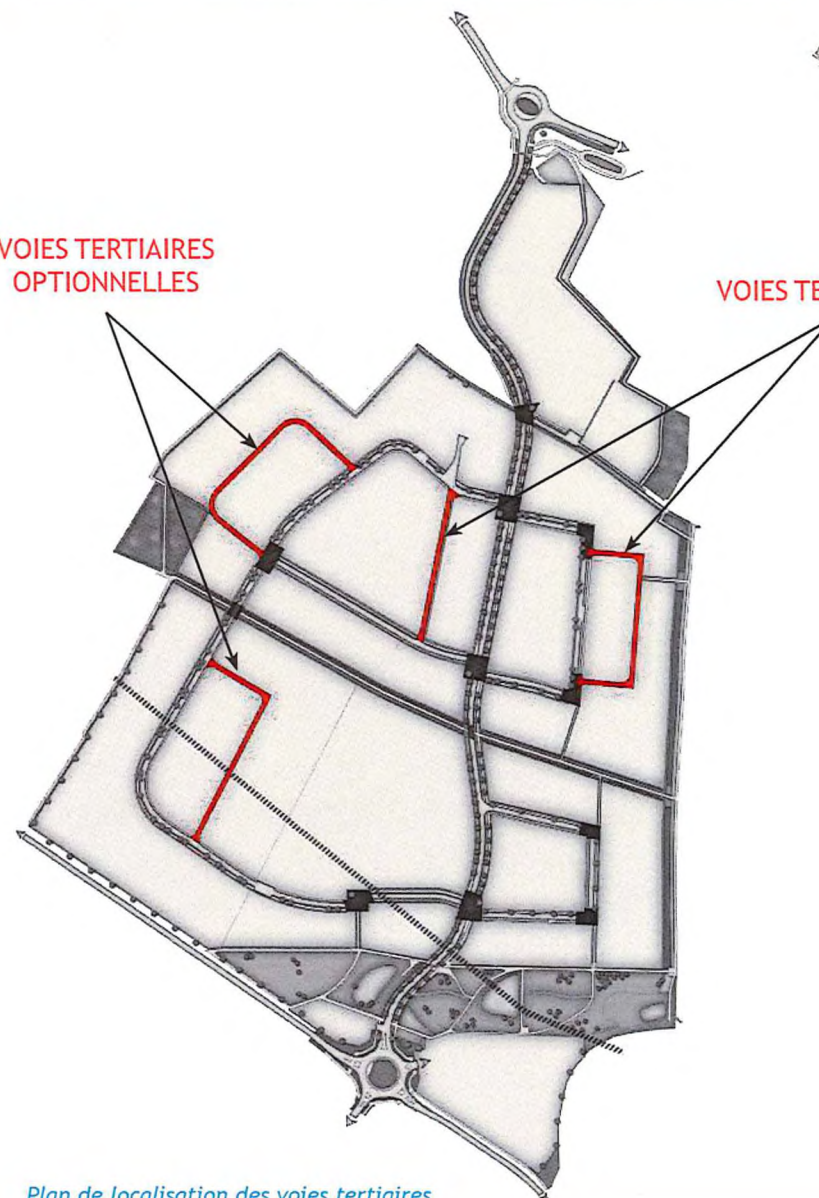 VOIES TERTIAIRES
OPTIONNELLES
VOIES TE
Plan de localisation des voies tertiaires